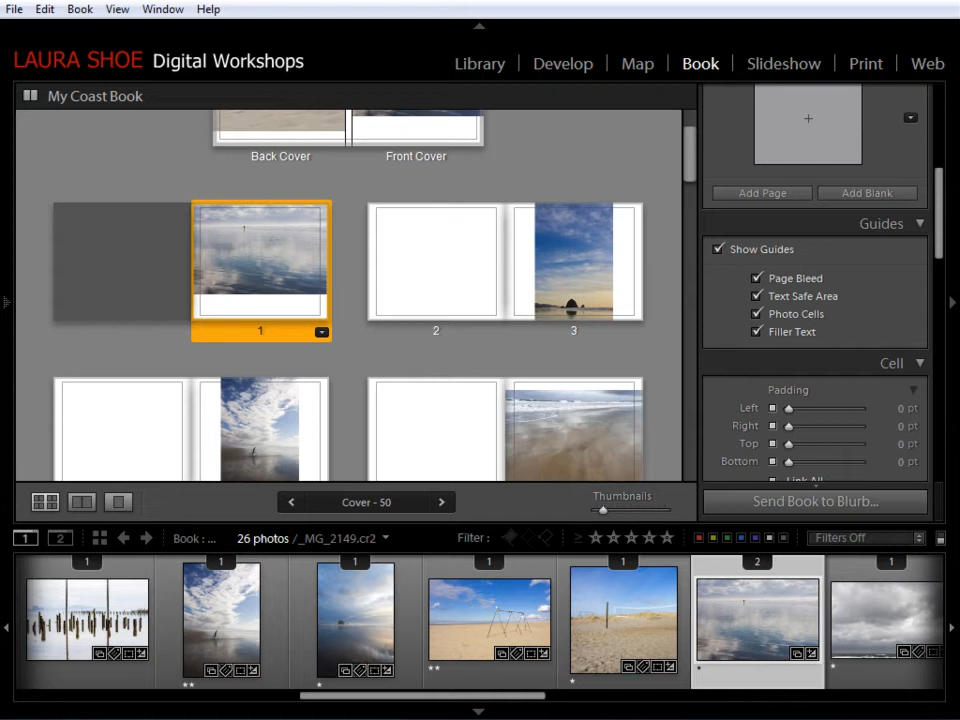 File Edit Book View Window Help
LAURA SHOE Digital Workshops
Library | Develop | Map | Book | Slideshow | Print | Web
My Coast Book
Back Cover Front Cover
Add Page Add Blank
Guides
Show Guides
Page Bleed
Text Safe Area
Photo Cells
Filler Text
1
2 3
Cell
Padding
Left 0 pt
Right 0 pt
Top 0 pt
Bottom 0 pt
Link All
Cover - 50
Thumbnails
Send Book to Blurb...
1 2 Book : ... 26 photos /_MG_2149.cr2 Filter : Filters Off
1 1 1 1 1 2 1